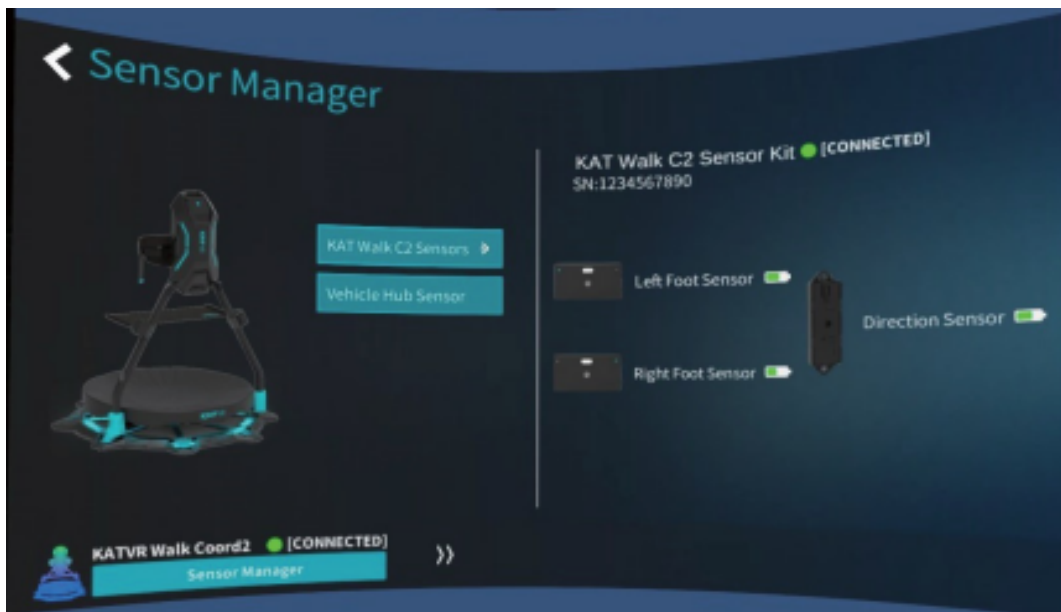 Sensor Manager
KAT Walk C2 Sensor Kit [CONNECTED]
SN:1234567890
KAT Walk C2 Sensors
Vehicle Hub Sensor
Left Foot Sensor
Direction Sensor
Right Foot Sensor
KATVR Walk Coord2 [CONNECTED]
Sensor Manager